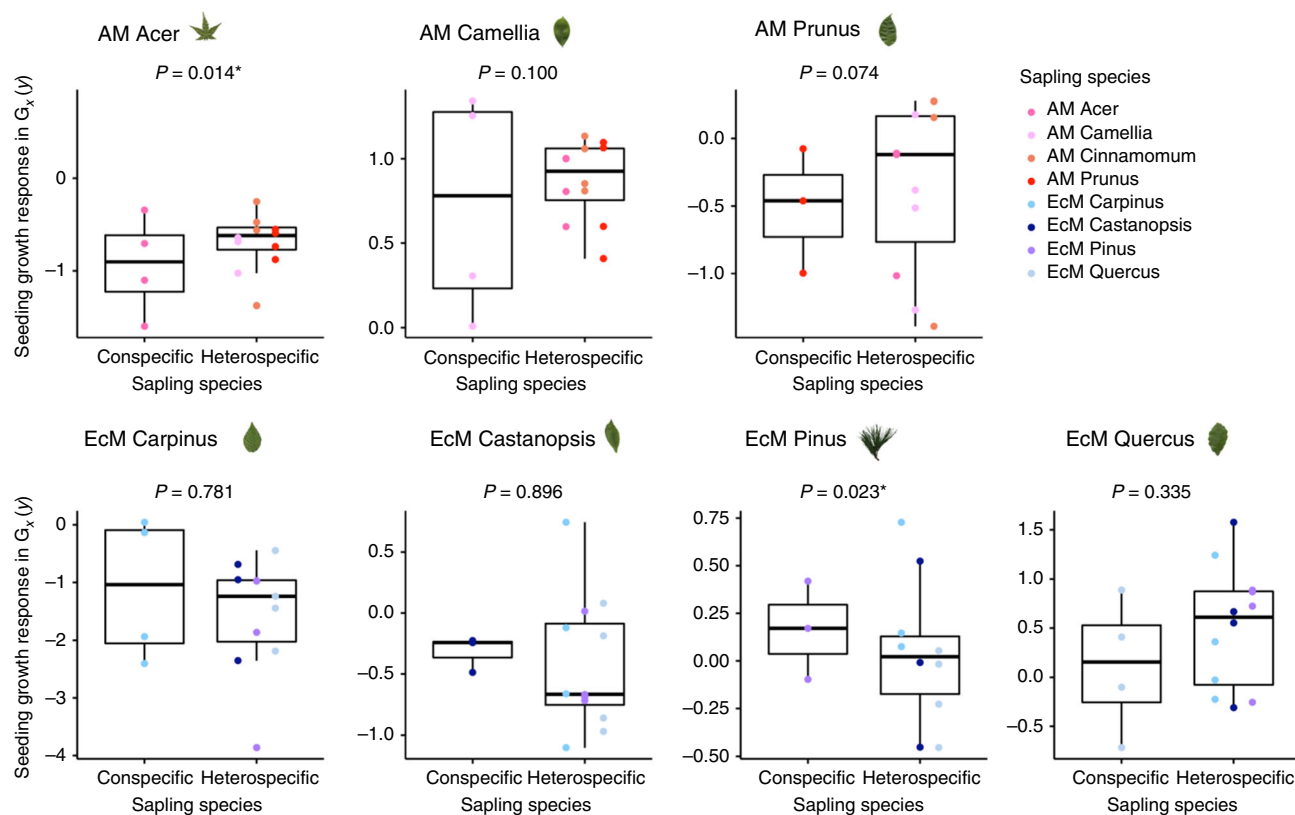 AM Acer
AM Camellia
AM Prunus
P = 0.014*
P = 0.100
P = 0.074
Seeding growth response in Gx (y)
0
−1
1.0
0.5
0.0
0.0
−0.5
−1.0
Conspecific Heterospecific
Sapling species
Conspecific Heterospecific
Sapling species
Conspecific Heterospecific
Sapling species
Sapling species
AM Acer
AM Camellia
AM Cinnamomum
AM Prunus
EcM Carpinus
EcM Castanopsis
EcM Pinus
EcM Quercus
EcM Carpinus
EcM Castanopsis
EcM Pinus
EcM Quercus
P = 0.781
P = 0.896
P = 0.023*
P = 0.335
Seeding growth response in Gx (y)
0
−1
−2
−3
−4
0.5
0.0
−0.5
−1.0
0.75
0.50
0.25
0.00
−0.25
−0.50
1.5
1.0
0.5
0.0
−0.5
Conspecific Heterospecific
Sapling species
Conspecific Heterospecific
Sapling species
Conspecific Heterospecific
Sapling species
Conspecific Heterospecific
Sapling species